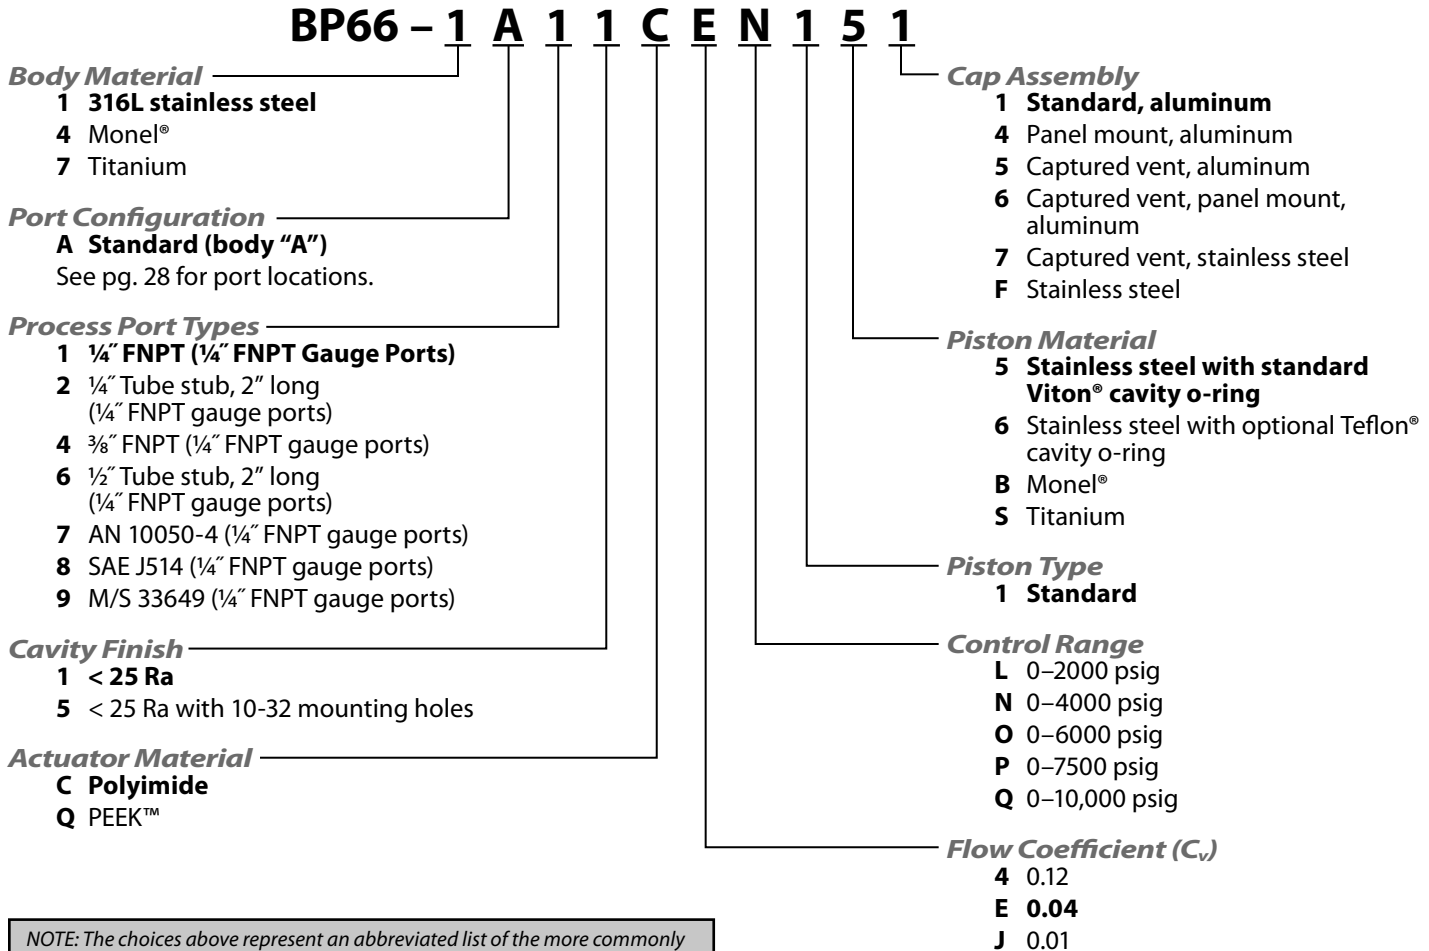 BP66 – 1 A 1 1 C E N 1 5 1
Body Material
1 316L stainless steel
4 Monel®
7 Titanium
Port Configuration
A Standard (body “A”)
See pg. 28 for port locations.
Process Port Types
1 ¼˝ FNPT (¼˝ FNPT Gauge Ports)
2 ¼˝ Tube stub, 2” long
(¼˝ FNPT gauge ports)
4 ⅜˝ FNPT (¼˝ FNPT gauge ports)
6 ½˝ Tube stub, 2” long
(¼˝ FNPT gauge ports)
7 AN 10050-4 (¼˝ FNPT gauge ports)
8 SAE J514 (¼˝ FNPT gauge ports)
9 M/S 33649 (¼˝ FNPT gauge ports)
Cavity Finish
1 < 25 Ra
5 < 25 Ra with 10-32 mounting holes
Actuator Material
C Polyimide
Q PEEK™
NOTE: The choices above represent an abbreviated list of the more commonly
Cap Assembly
1 Standard, aluminum
4 Panel mount, aluminum
5 Captured vent, aluminum
6 Captured vent, panel mount,
aluminum
7 Captured vent, stainless steel
F Stainless steel
Piston Material
5 Stainless steel with standard
Viton® cavity o-ring
6 Stainless steel with optional Teflon®
cavity o-ring
B Monel®
S Titanium
Piston Type
1 Standard
Control Range
L 0–2000 psig
N 0–4000 psig
O 0–6000 psig
P 0–7500 psig
Q 0–10,000 psig
Flow Coefficient (Cv)
4 0.12
E 0.04
J 0.01